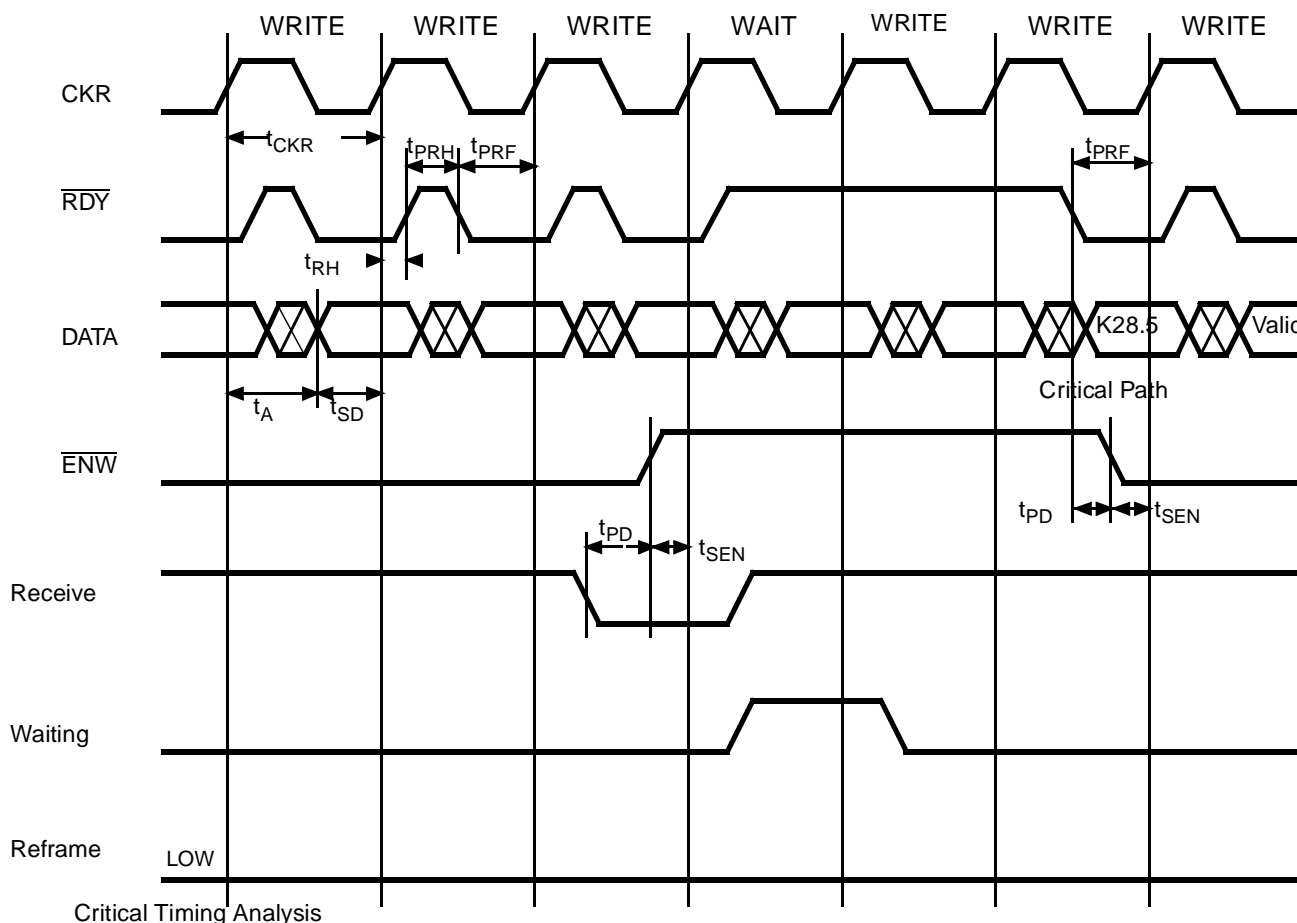 WRITE WRITE WRITE WAIT WRITE WRITE WRITE
CKR
tCKR
tPRH tPRF tPRF
RDY
tRH
DATA K28.5 Valid
tA tSD
Critical Path
ENW
tPD tSEN
tPD tSEN
Receive
Waiting
Reframe LOW
Critical Timing Analysis